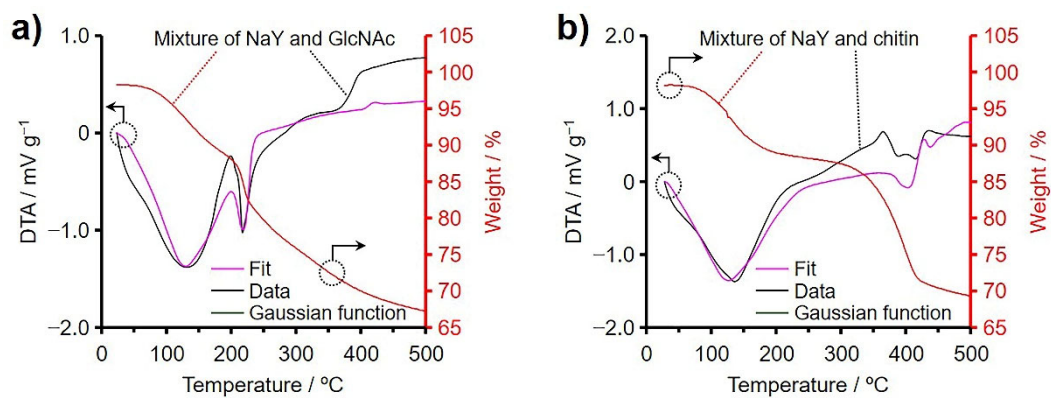 a)
1.0
0
−1.0
−2.0
DTA / mV g⁻¹
Mixture of NaY and GlcNAc
Fit
Data
Gaussian function
105
100
95
90
85
80
75
70
65
Weight / %
0 100 200 300 400 500
Temperature / ºC
b)
2.0
1.0
0
−1.0
−2.0
DTA / mV g⁻¹
Mixture of NaY and chitin
Fit
Data
Gaussian function
105
100
95
90
85
80
75
70
65
Weight / %
0 100 200 300 400 500
Temperature / ºC